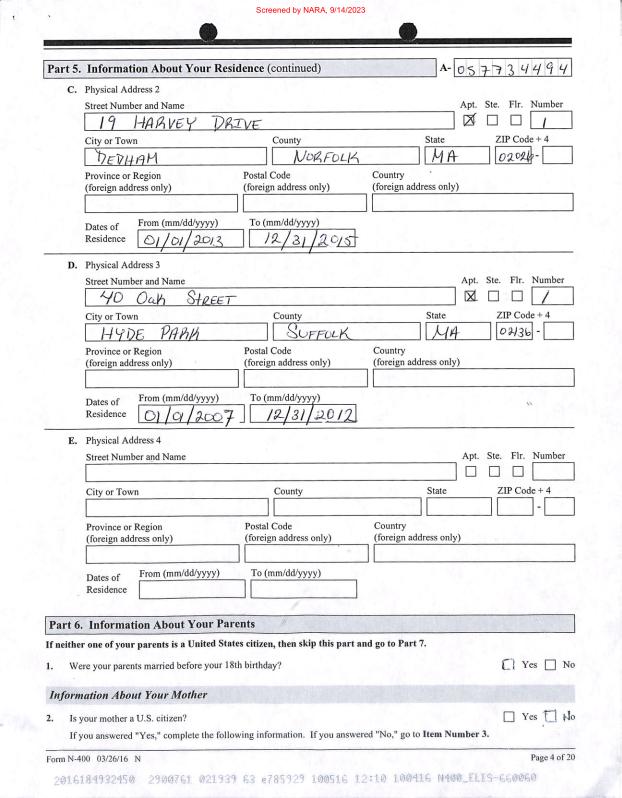 Screened by NARA, 9/14/2023
Part 5. Information About Your Residence (continued) A- 057734494
C. Physical Address 2
Street Number and Name Apt. Ste. Flr. Number
19 HARVEY DRIVE 1
City or Town County State ZIP Code + 4
DEDHAM NORFOLK MA 02026 -
Province or Region Postal Code Country
(foreign address only) (foreign address only) (foreign address only)
Dates of From (mm/dd/yyyy) To (mm/dd/yyyy)
Residence 01/01/2013 12/31/2015
D. Physical Address 3
Street Number and Name Apt. Ste. Flr. Number
40 Oak STREET 1
City or Town County State ZIP Code + 4
HYDE PARK SUFFOLK MA 02136 -
Province or Region Postal Code Country
(foreign address only) (foreign address only) (foreign address only)
Dates of From (mm/dd/yyyy) To (mm/dd/yyyy)
Residence 01/01/2007 12/31/2012
E. Physical Address 4
Street Number and Name Apt. Ste. Flr. Number
City or Town County State ZIP Code + 4
-
Province or Region Postal Code Country
(foreign address only) (foreign address only) (foreign address only)
Dates of From (mm/dd/yyyy) To (mm/dd/yyyy)
Residence
Part 6. Information About Your Parents
If neither one of your parents is a United States citizen, then skip this part and go to Part 7.
1. Were your parents married before your 18th birthday? Yes No
Information About Your Mother
2. Is your mother a U.S. citizen? Yes No
If you answered "Yes," complete the following information. If you answered "No," go to Item Number 3.
Form N-400 03/26/16 N Page 4 of 20
2016184932450 2900761 021939 63 e785929 100516 12:10 100416 N400_ELIS-660060